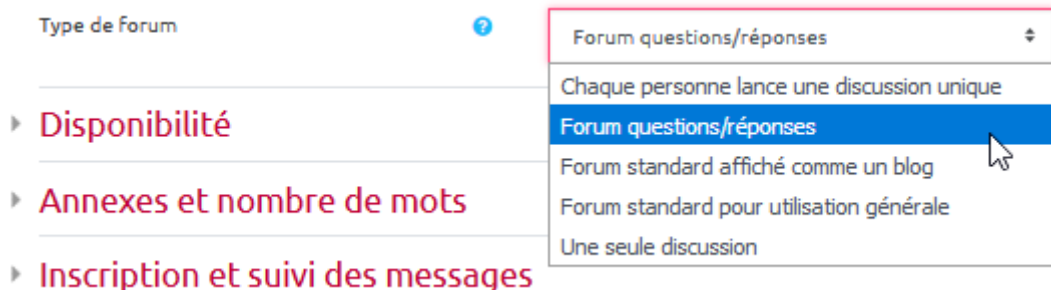 Type de forum
?
Forum questions/réponses
Chaque personne lance une discussion unique
Forum questions/réponses
Forum standard affiché comme un blog
Forum standard pour utilisation générale
Une seule discussion
Disponibilité
Annexes et nombre de mots
Inscription et suivi des messages